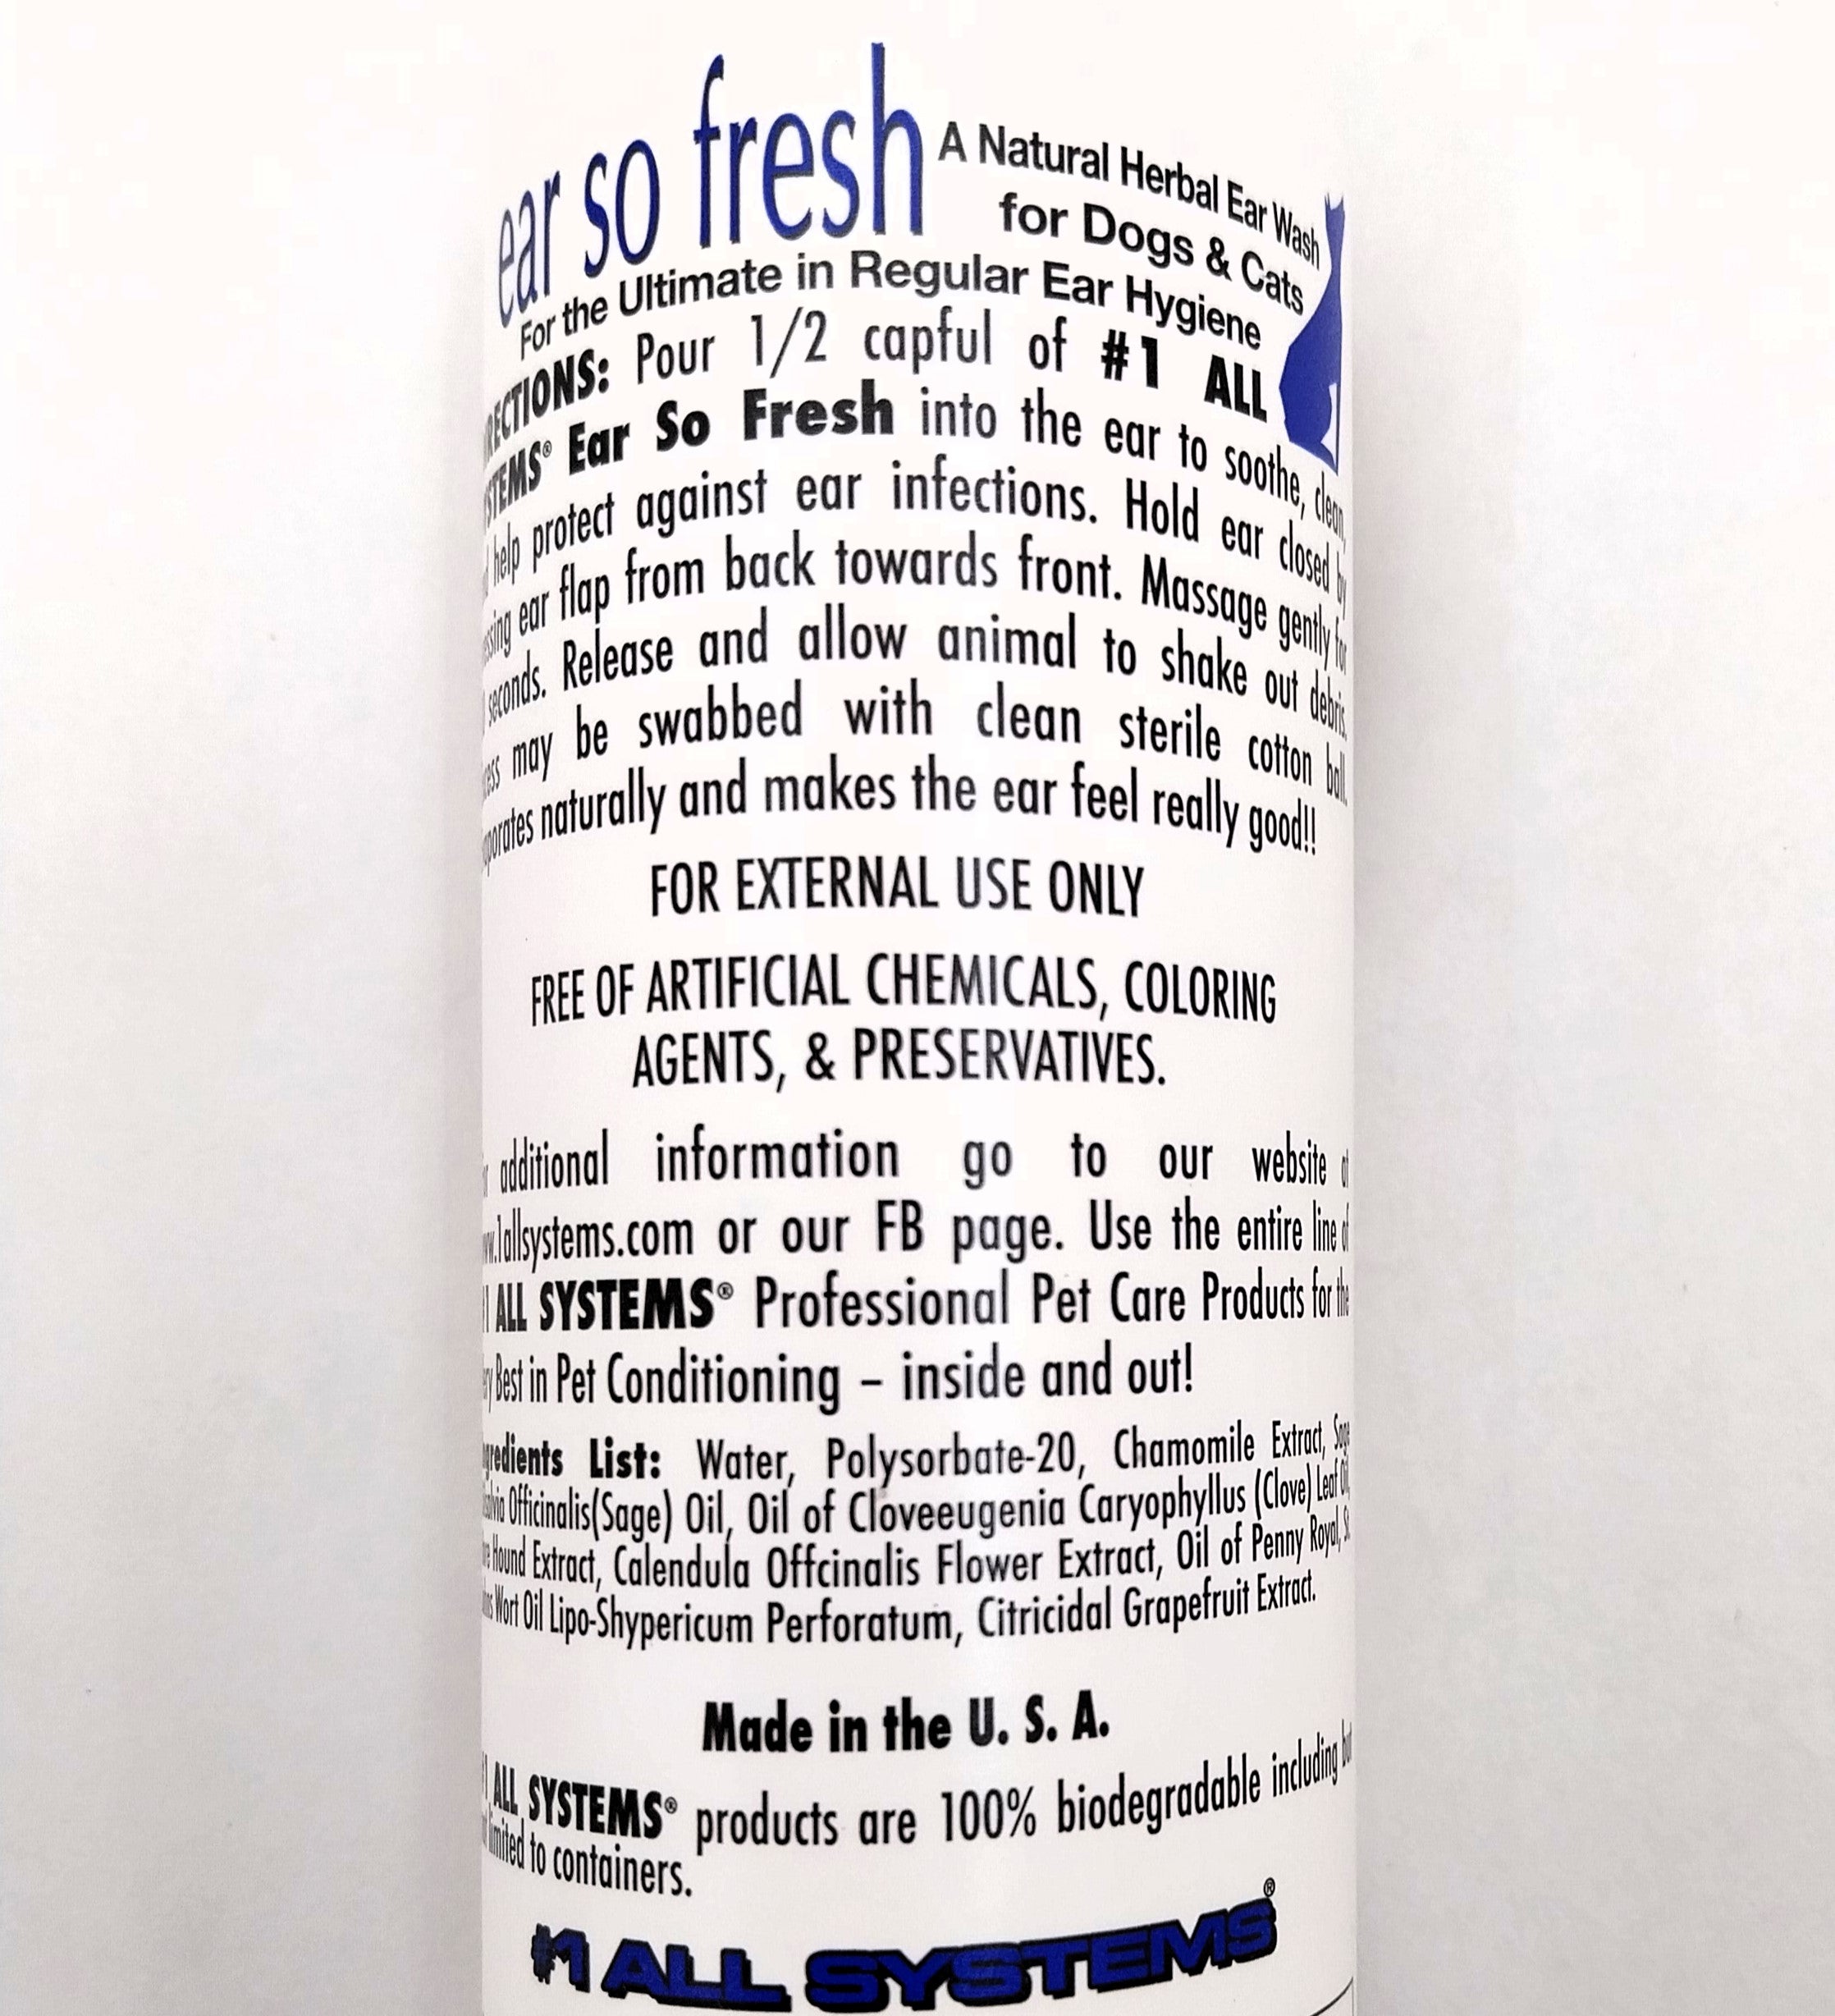 ear so fresh
A Natural Herbal Ear Wash
for Dogs & Cats
For the Ultimate in Regular Ear Hygiene
RECTIONS: Pour 1/2 capful of #1 ALL
STEMS® Ear So Fresh into the ear to soothe, clean,
help protect against ear infections. Hold ear closed by
ssing ear flap from back towards front. Massage gently for
seconds. Release and allow animal to shake out debris.
ess may be swabbed with clean sterile cotton ball.
porates naturally and makes the ear feel really good!!
FOR EXTERNAL USE ONLY
FREE OF ARTIFICIAL CHEMICALS, COLORING
AGENTS, & PRESERVATIVES.
additional information go to our website at
w.1allsystems.com or our FB page. Use the entire line of
1 ALL SYSTEMS® Professional Pet Care Products for the
ry Best in Pet Conditioning – inside and out!
gredients List: Water, Polysorbate-20, Chamomile Extract, Sage
alvia Officinalis(Sage) Oil, Oil of Cloveeugenia Caryophyllus (Clove) Leaf Oil,
Hound Extract, Calendula Offcinalis Flower Extract, Oil of Penny Royal, St.
ns Wort Oil Lipo-Shypericum Perforatum, Citricidal Grapefruit Extract.
Made in the U. S. A.
1 ALL SYSTEMS® products are 100% biodegradable including but
limited to containers.
#1 ALL SYSTEMS®